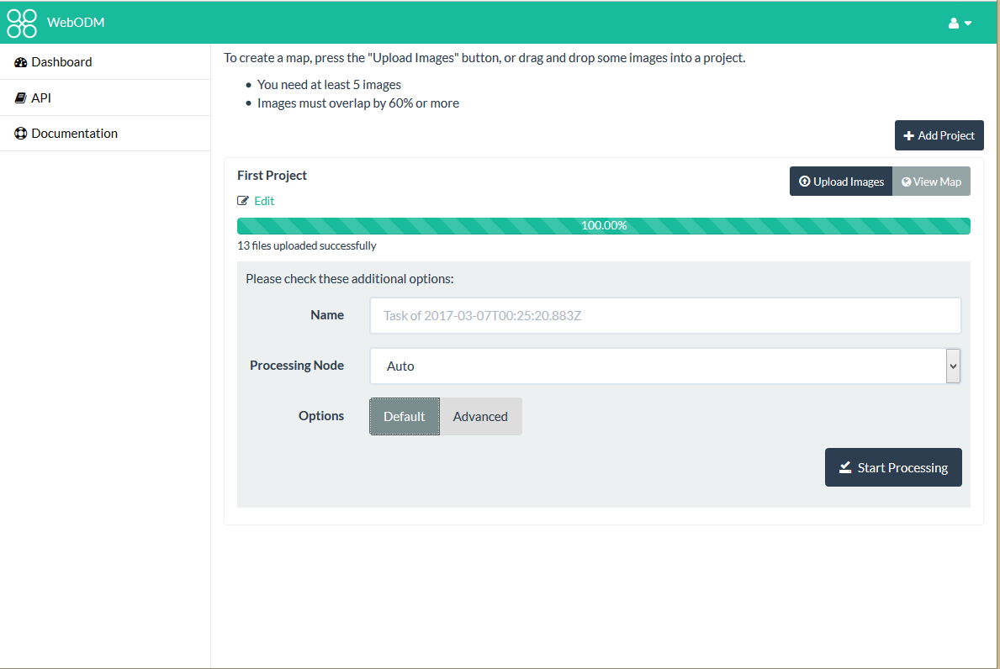 WebODM
Dashboard
API
Documentation
To create a map, press the "Upload Images" button, or drag and drop some images into a project.
• You need at least 5 images
• Images must overlap by 60% or more
Add Project
First Project
Upload Images
View Map
Edit
100.00%
13 files uploaded successfully
Please check these additional options:
Name
Task of 2017-03-07T00:25:20.883Z
Processing Node
Auto
Options
Default
Advanced
Start Processing